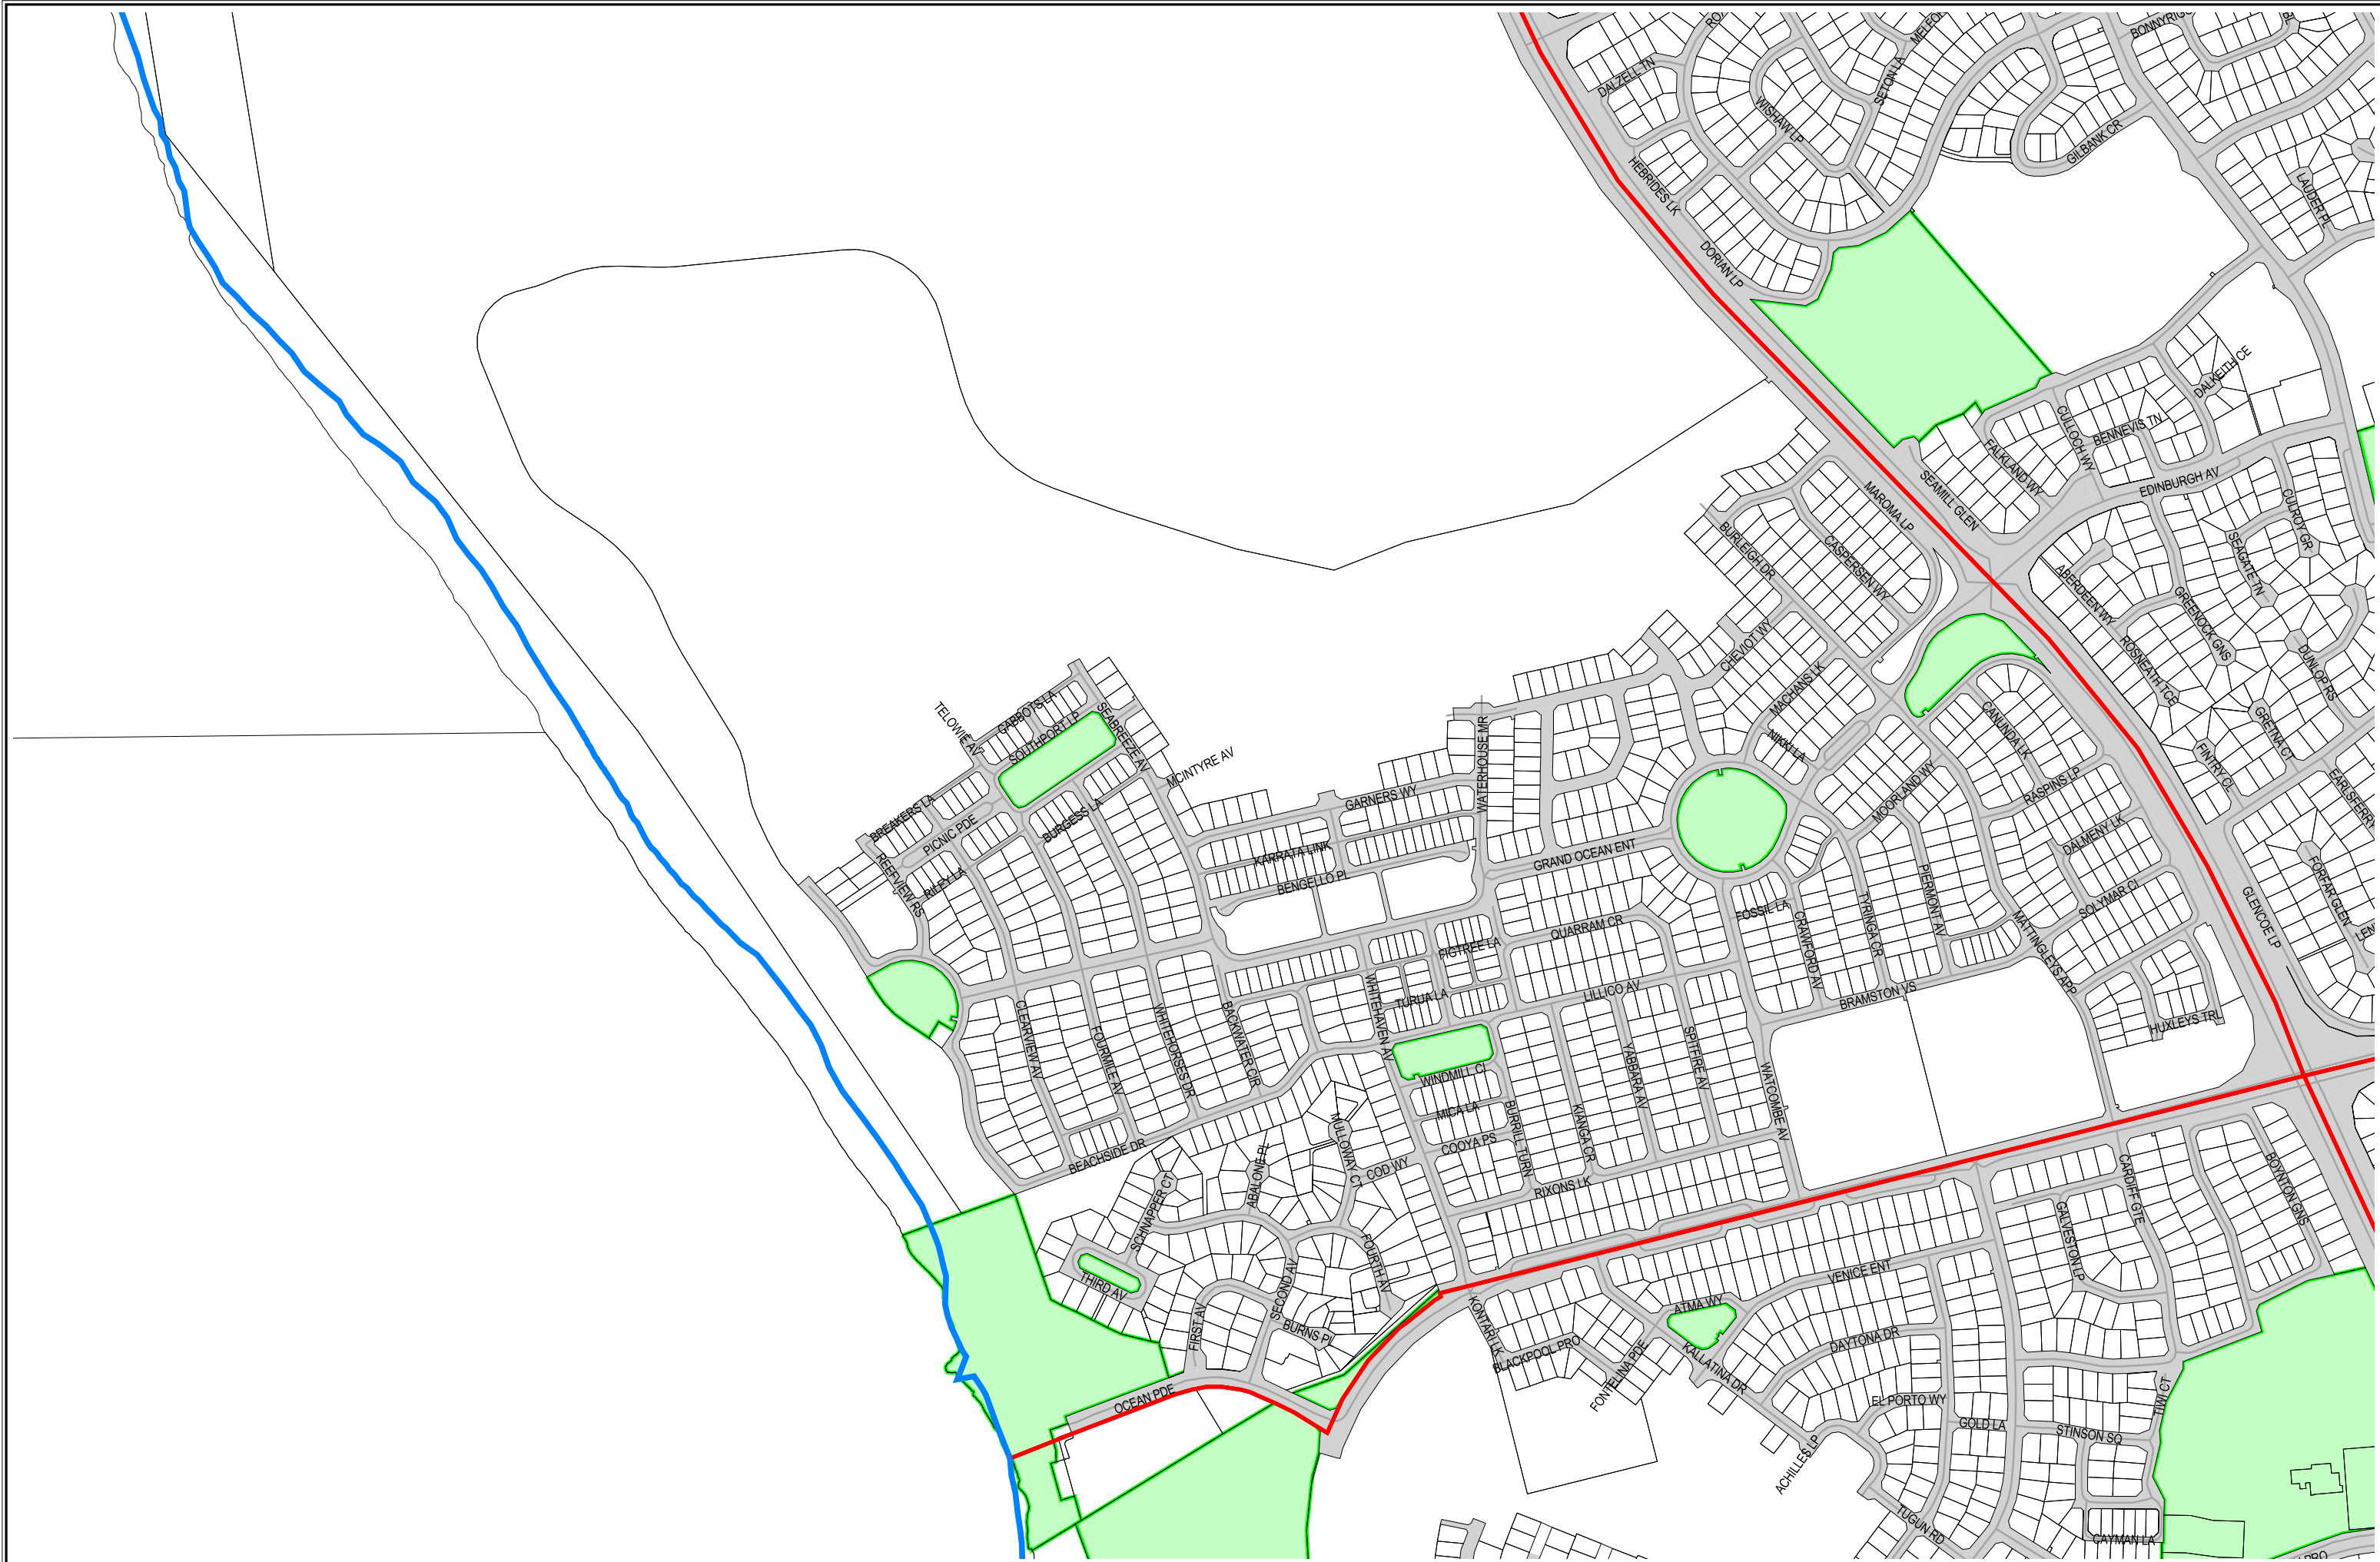 BONNYRIGG
DALZELL TN
SETON LA
WISHAW LP
GILBANK CR
HEBRIDES LK
LAUDER PL
DORIAN LP
DALKEITH CE
CULLOCH WY
BENNEVIS TN
FALKLAND WY
EDINBURGH AV
SEAMILL GLEN
MAROMA LP
CULROY GR
BURLEIGH DR
CASPERSEN WY
SEAGATE TN
ABERDEEN WY
GREENOCK GNS
ROSNEATH TCE
DUNLOP RS
CHEVIOT WY
MACHANS LK
TELOWIE AV
GABBOTS LA
SOUTHPORT LP
SEABREEZE AV
MCINTYRE AV
WATERHOUSE MR
NIKKI LA
CANUNDA LK
GRETNA CT
FINTRY CL
EARLSFERRY
GARNERS WY
MOORLAND WY
RASPINS LP
BREAKERS LA
PICNIC PDE
BURGESS LA
KARRATA LINK
GRAND OCEAN ENT
DALMENY LK
REEFVIEW RS
RILEY LA
BENGELLO PL
FORFAR GLEN
TYRINGA CR
PIERMONT AV
FOSSIL LA
SOLYMAR CI
GLENCOE LP
QUARRAM CR
CRAWFORD AV
MATTINGLEYS APP
FIGTREE LA
LEN
WHITEHAVEN AV
TURUA LA
LILLICO AV
BRAMSTON VS
HUXLEYS TRL
CLEARVIEW AV
FOURMILE AV
WHITEHORSES DR
BACKWATER CIR
SPITFIRE AV
YABBARA AV
WINDMILL CI
WATCOMBE AV
MICA LA
BURRILL TURN
KIANGA CR
MULLOWAY CT
COOYA PS
BEACHSIDE DR
COD WY
ABALONE PL
RIXONS LK
CARDIFF GTE
BOYNTON GNS
SCHNAPPER CT
GALVESTON LP
FOURTH AV
SECOND AV
THIRD AV
VENICE ENT
FIRST AV
BURNS PL
KONTARI LK
ATMA WY
BLACKPOOL PRO
FONTELINA PDE
KALLATINA DR
DAYTONA DR
OCEAN PDE
EL PORTO WY
TIWI CT
GOLD LA
STINSON SQ
ACHILLES LP
TUGUN RD
CAYMAN LA
PRO